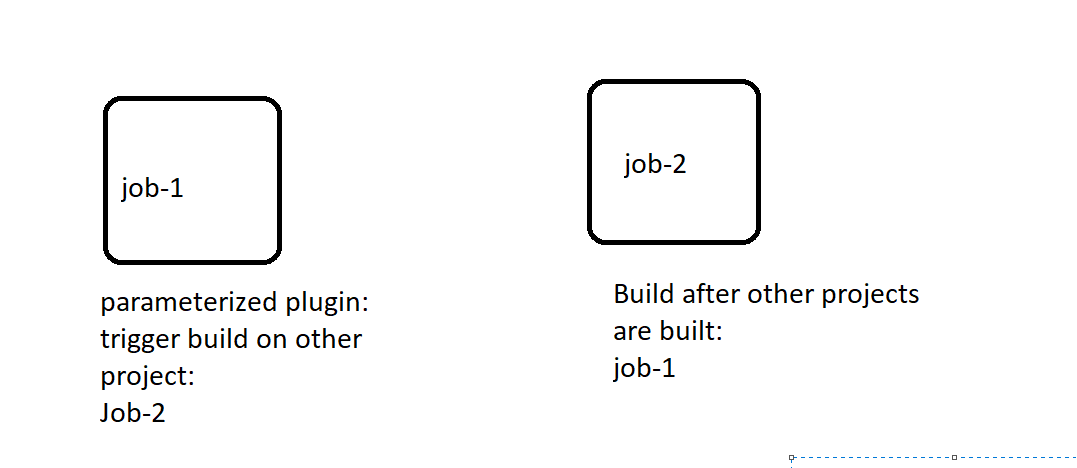 job-1
parameterized plugin:
trigger build on other
project:
Job-2
job-2
Build after other projects
are built:
job-1